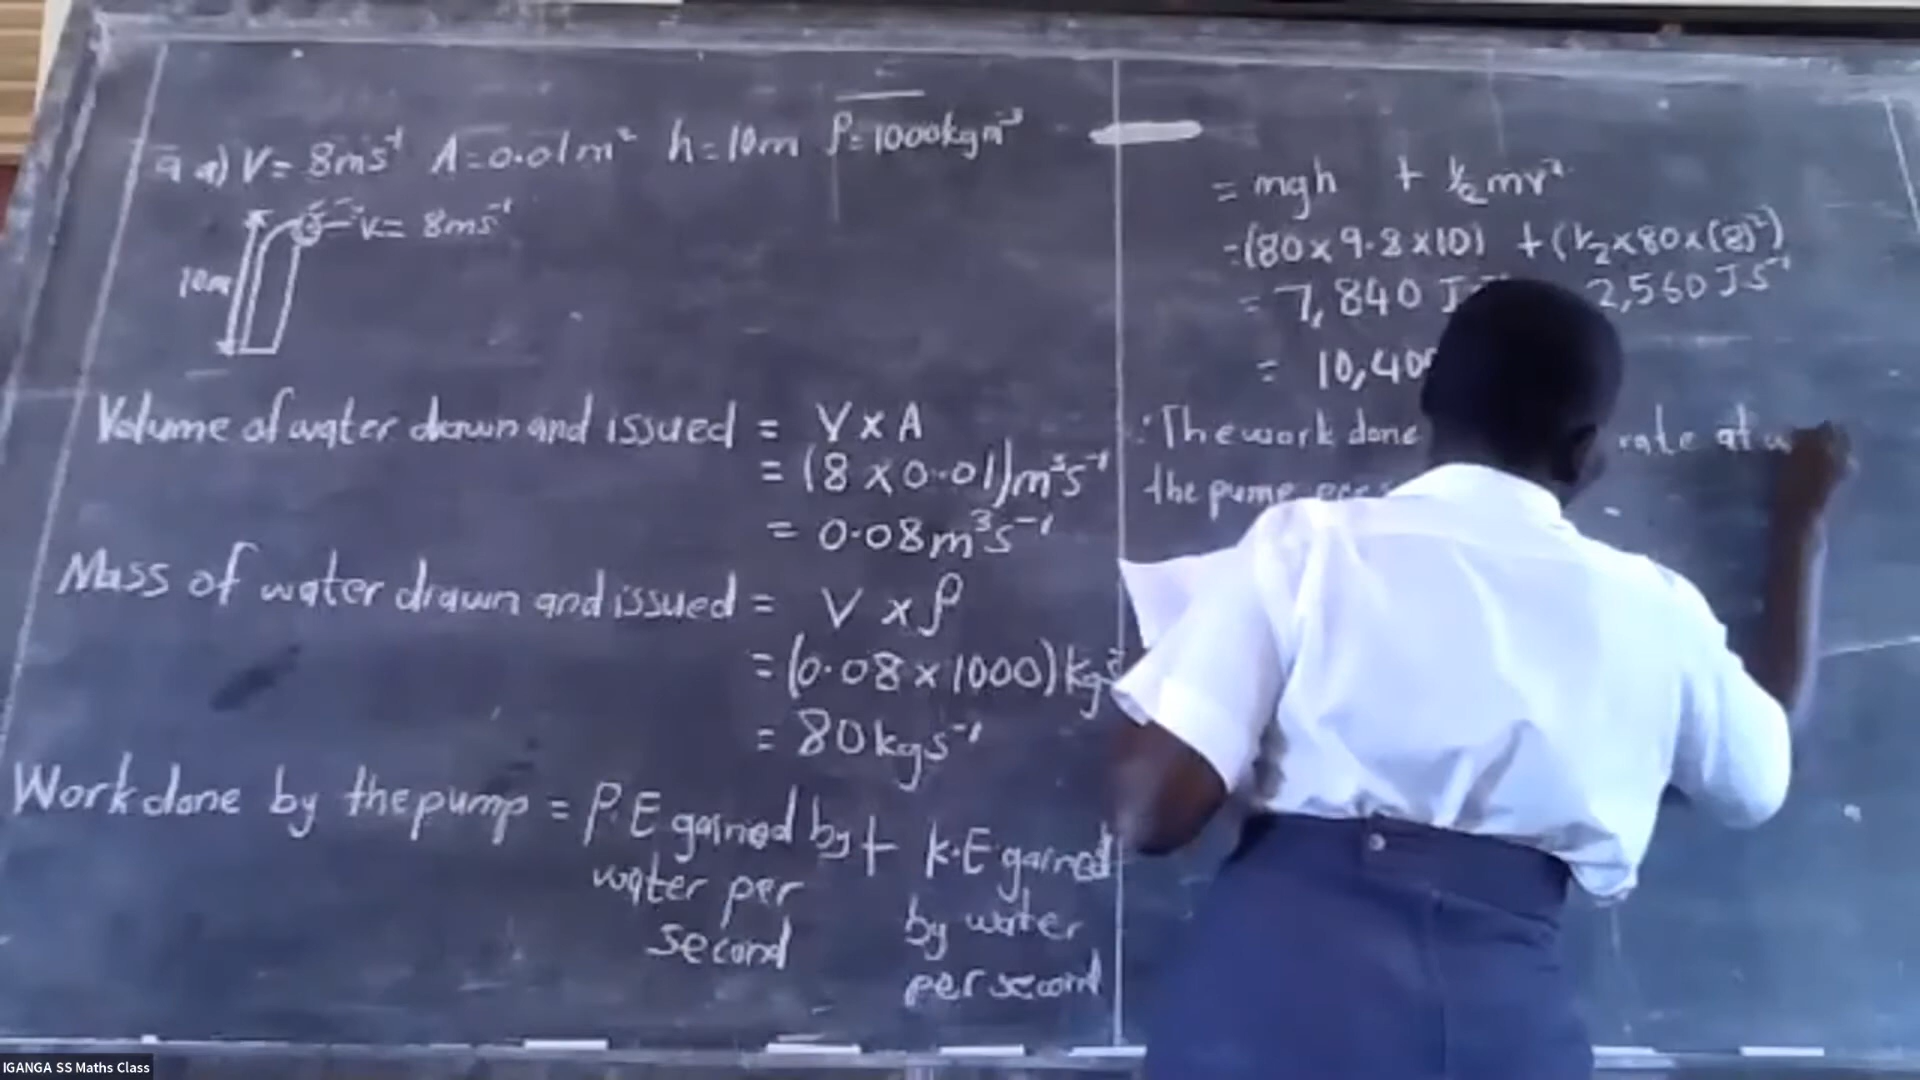 9 a) V = 8ms⁻¹ A = 0.01m² h = 10m ρ = 1000kgm⁻³
V = 8ms⁻¹
10m
Volume of water drawn and issued = V x A
= (8 x 0.01)m³s⁻¹
= 0.08m³s⁻¹
Mass of water drawn and issued = V x ρ
= (0.08 x 1000)kgs
= 80kgs⁻¹
Work done by the pump = P.E gained by + K.E gained
water per by water
second per second
= mgh + ½mv²
= (80 x 9.8 x 10) + (½ x 80 x (8)²)
= 7,840 J 2,560 JS⁻¹
= 10,40
∴ The work done rate at
the pump per
IGANGA SS Maths Class